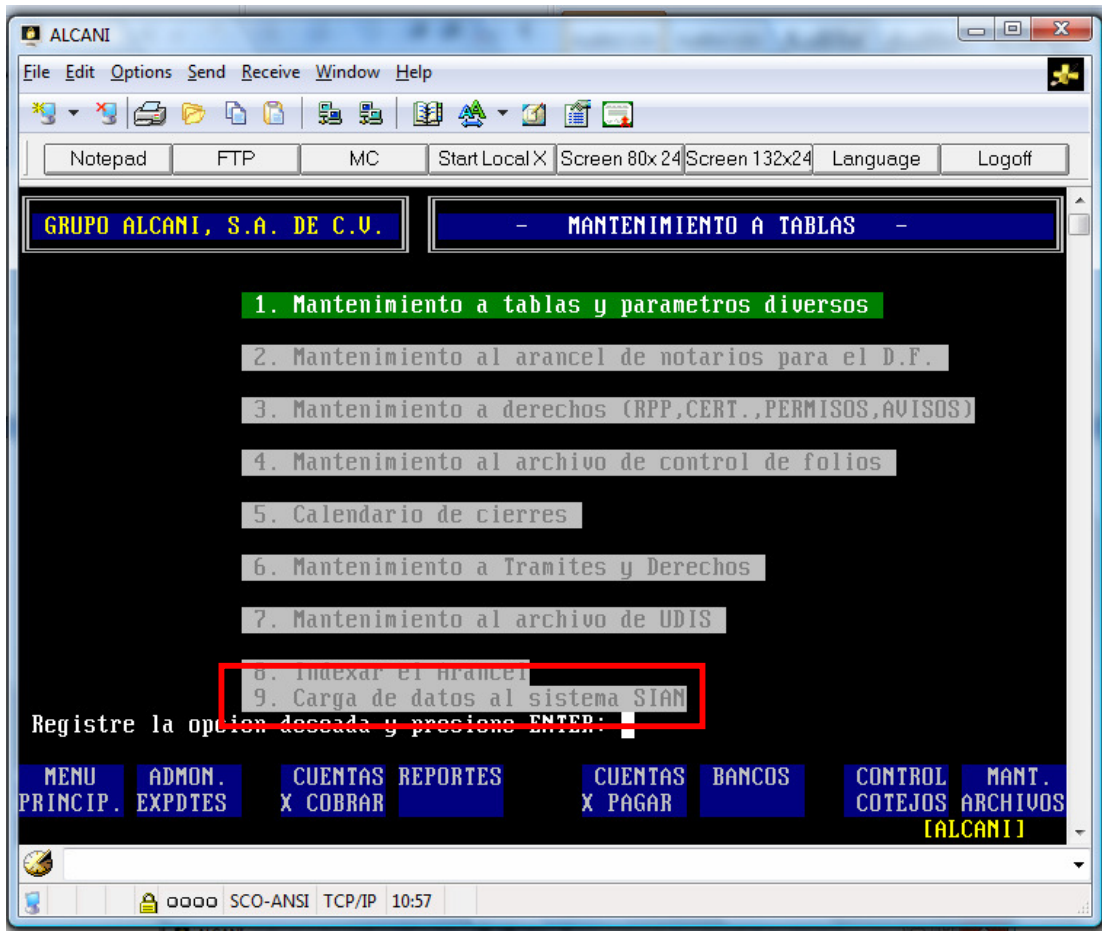 ALCANI
File Edit Options Send Receive Window Help
Notepad FTP MC Start Local X Screen 80x24 Screen 132x24 Language Logoff
GRUPO ALCANI, S.A. DE C.V. - MANTENIMIENTO A TABLAS -
1. Mantenimiento a tablas y parametros diversos
2. Mantenimiento al arancel de notarios para el D.F.
3. Mantenimiento a derechos (RPP,CERT.,PERMISOS,AVISOS)
4. Mantenimiento al archivo de control de folios
5. Calendario de cierres
6. Mantenimiento a Tramites y Derechos
7. Mantenimiento al archivo de UDIS
8. Indexar el Arancel
9. Carga de datos al sistema SIAN
Registre la opcion deseada y presione ENTER:
MENU ADMON. CUENTAS REPORTES CUENTAS BANCOS CONTROL MANT.
PRINCIP. EXPDTES X COBRAR X PAGAR COTEJOS ARCHIVOS
[ALCANI]
SCO-ANSI TCP/IP 10:57